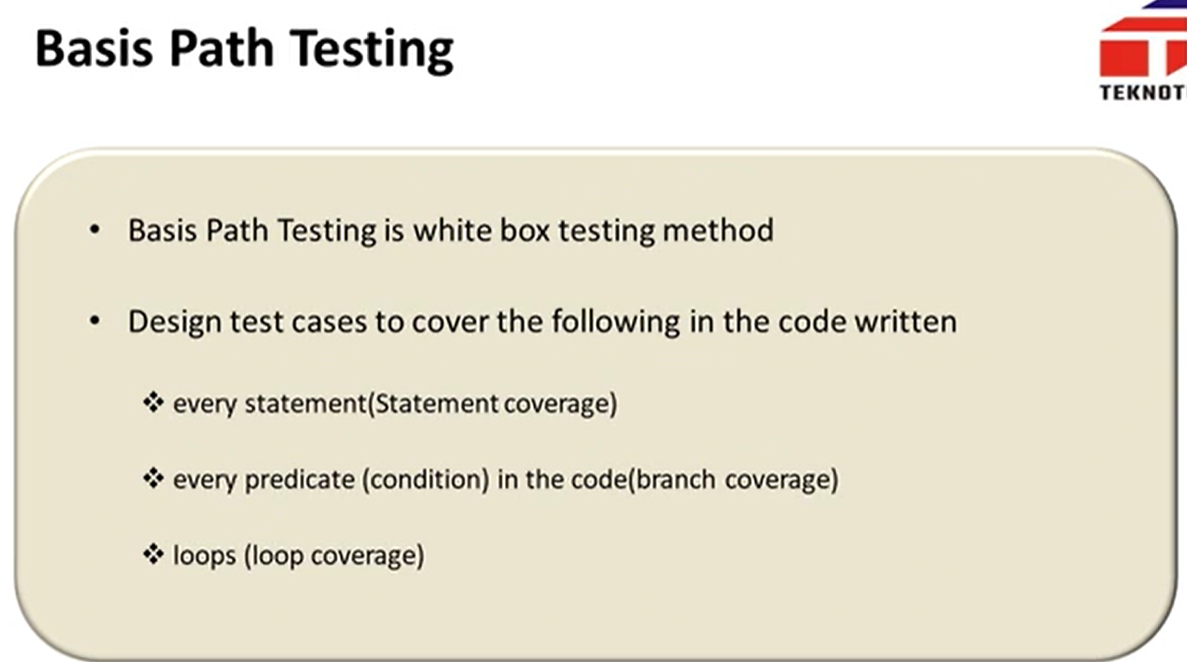 Basis Path Testing
TEKNOT
• Basis Path Testing is white box testing method
• Design test cases to cover the following in the code written
❖ every statement(Statement coverage)
❖ every predicate (condition) in the code(branch coverage)
❖ loops (loop coverage)